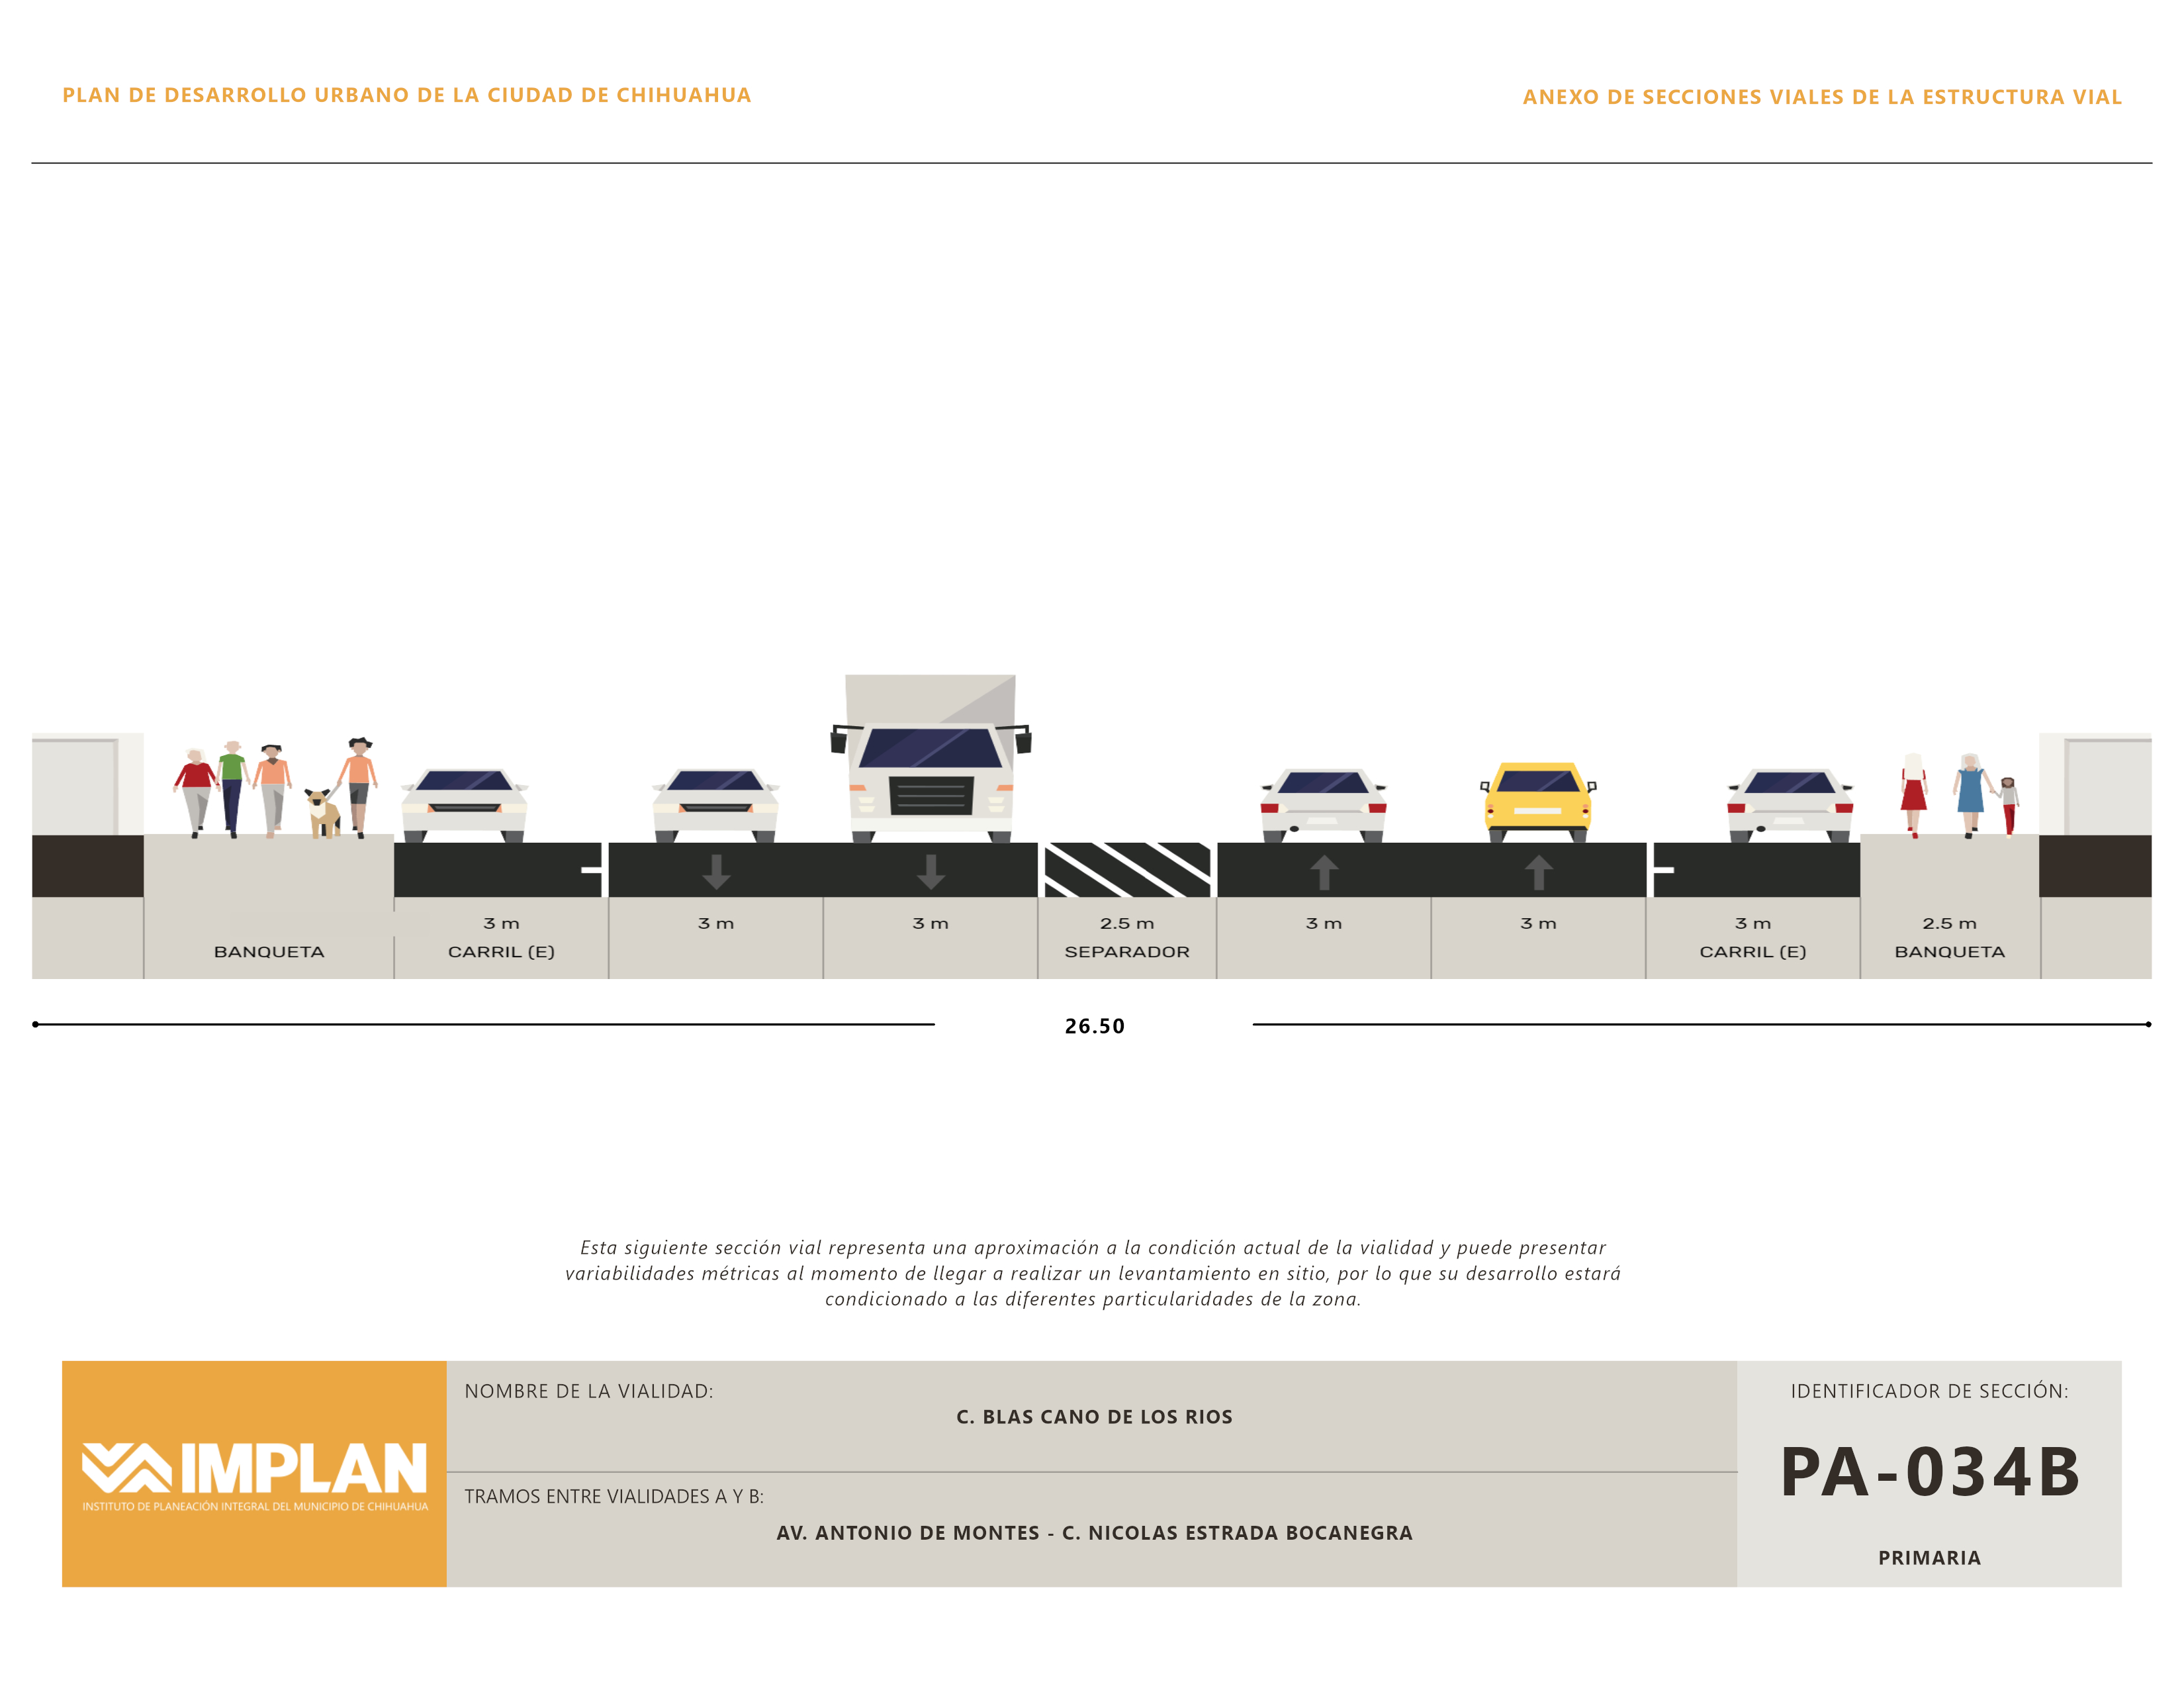 PLAN DE DESARROLLO URBANO DE LA CIUDAD DE CHIHUAHUA
ANEXO DE SECCIONES VIALES DE LA ESTRUCTURA VIAL
3 m 3 m 3 m 2.5 m 3 m 3 m 3 m 2.5 m
BANQUETA CARRIL (E) SEPARADOR CARRIL (E) BANQUETA
26.50
Esta siguiente sección vial representa una aproximación a la condición actual de la vialidad y puede presentar
variabilidades métricas al momento de llegar a realizar un levantamiento en sitio, por lo que su desarrollo estará
condicionado a las diferentes particularidades de la zona.
IMPLAN
INSTITUTO DE PLANEACIÓN INTEGRAL DEL MUNICIPIO DE CHIHUAHUA
NOMBRE DE LA VIALIDAD:
C. BLAS CANO DE LOS RIOS
TRAMOS ENTRE VIALIDADES A Y B:
AV. ANTONIO DE MONTES - C. NICOLAS ESTRADA BOCANEGRA
IDENTIFICADOR DE SECCIÓN:
PA-034B
PRIMARIA